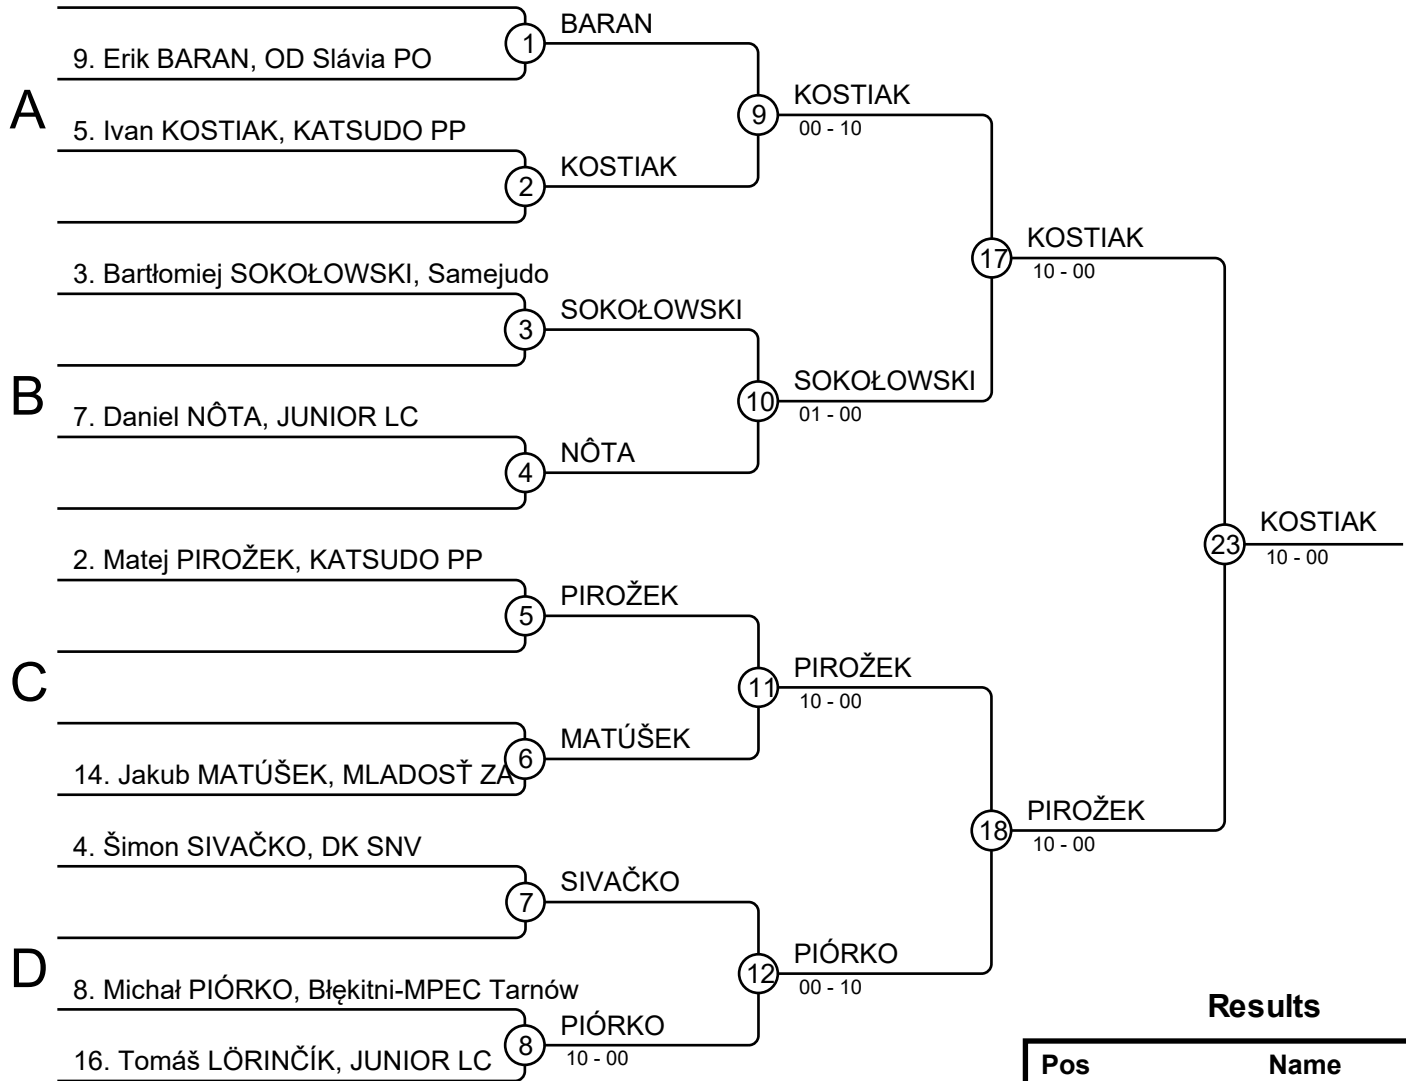 BARAN
1
9. Erik BARAN, OD Slávia PO
A
KOSTIAK
9
00 - 10
5. Ivan KOSTIAK, KATSUDO PP
KOSTIAK
2
KOSTIAK
17
10 - 00
3. Bartłomiej SOKOŁOWSKI, Samejudo
SOKOŁOWSKI
3
B
SOKOŁOWSKI
10
01 - 00
7. Daniel NÔTA, JUNIOR LC
NÔTA
4
KOSTIAK
23
10 - 00
2. Matej PIROŽEK, KATSUDO PP
PIROŽEK
5
C
PIROŽEK
11
10 - 00
MATÚŠEK
6
14. Jakub MATÚŠEK, MLADOSŤ ZA
PIROŽEK
18
10 - 00
4. Šimon SIVAČKO, DK SNV
SIVAČKO
7
D
PIÓRKO
12
00 - 10
8. Michał PIÓRKO, Błękitni-MPEC Tarnów
PIÓRKO
8
10 - 00
16. Tomáš LÖRINČÍK, JUNIOR LC
Results
Pos Name